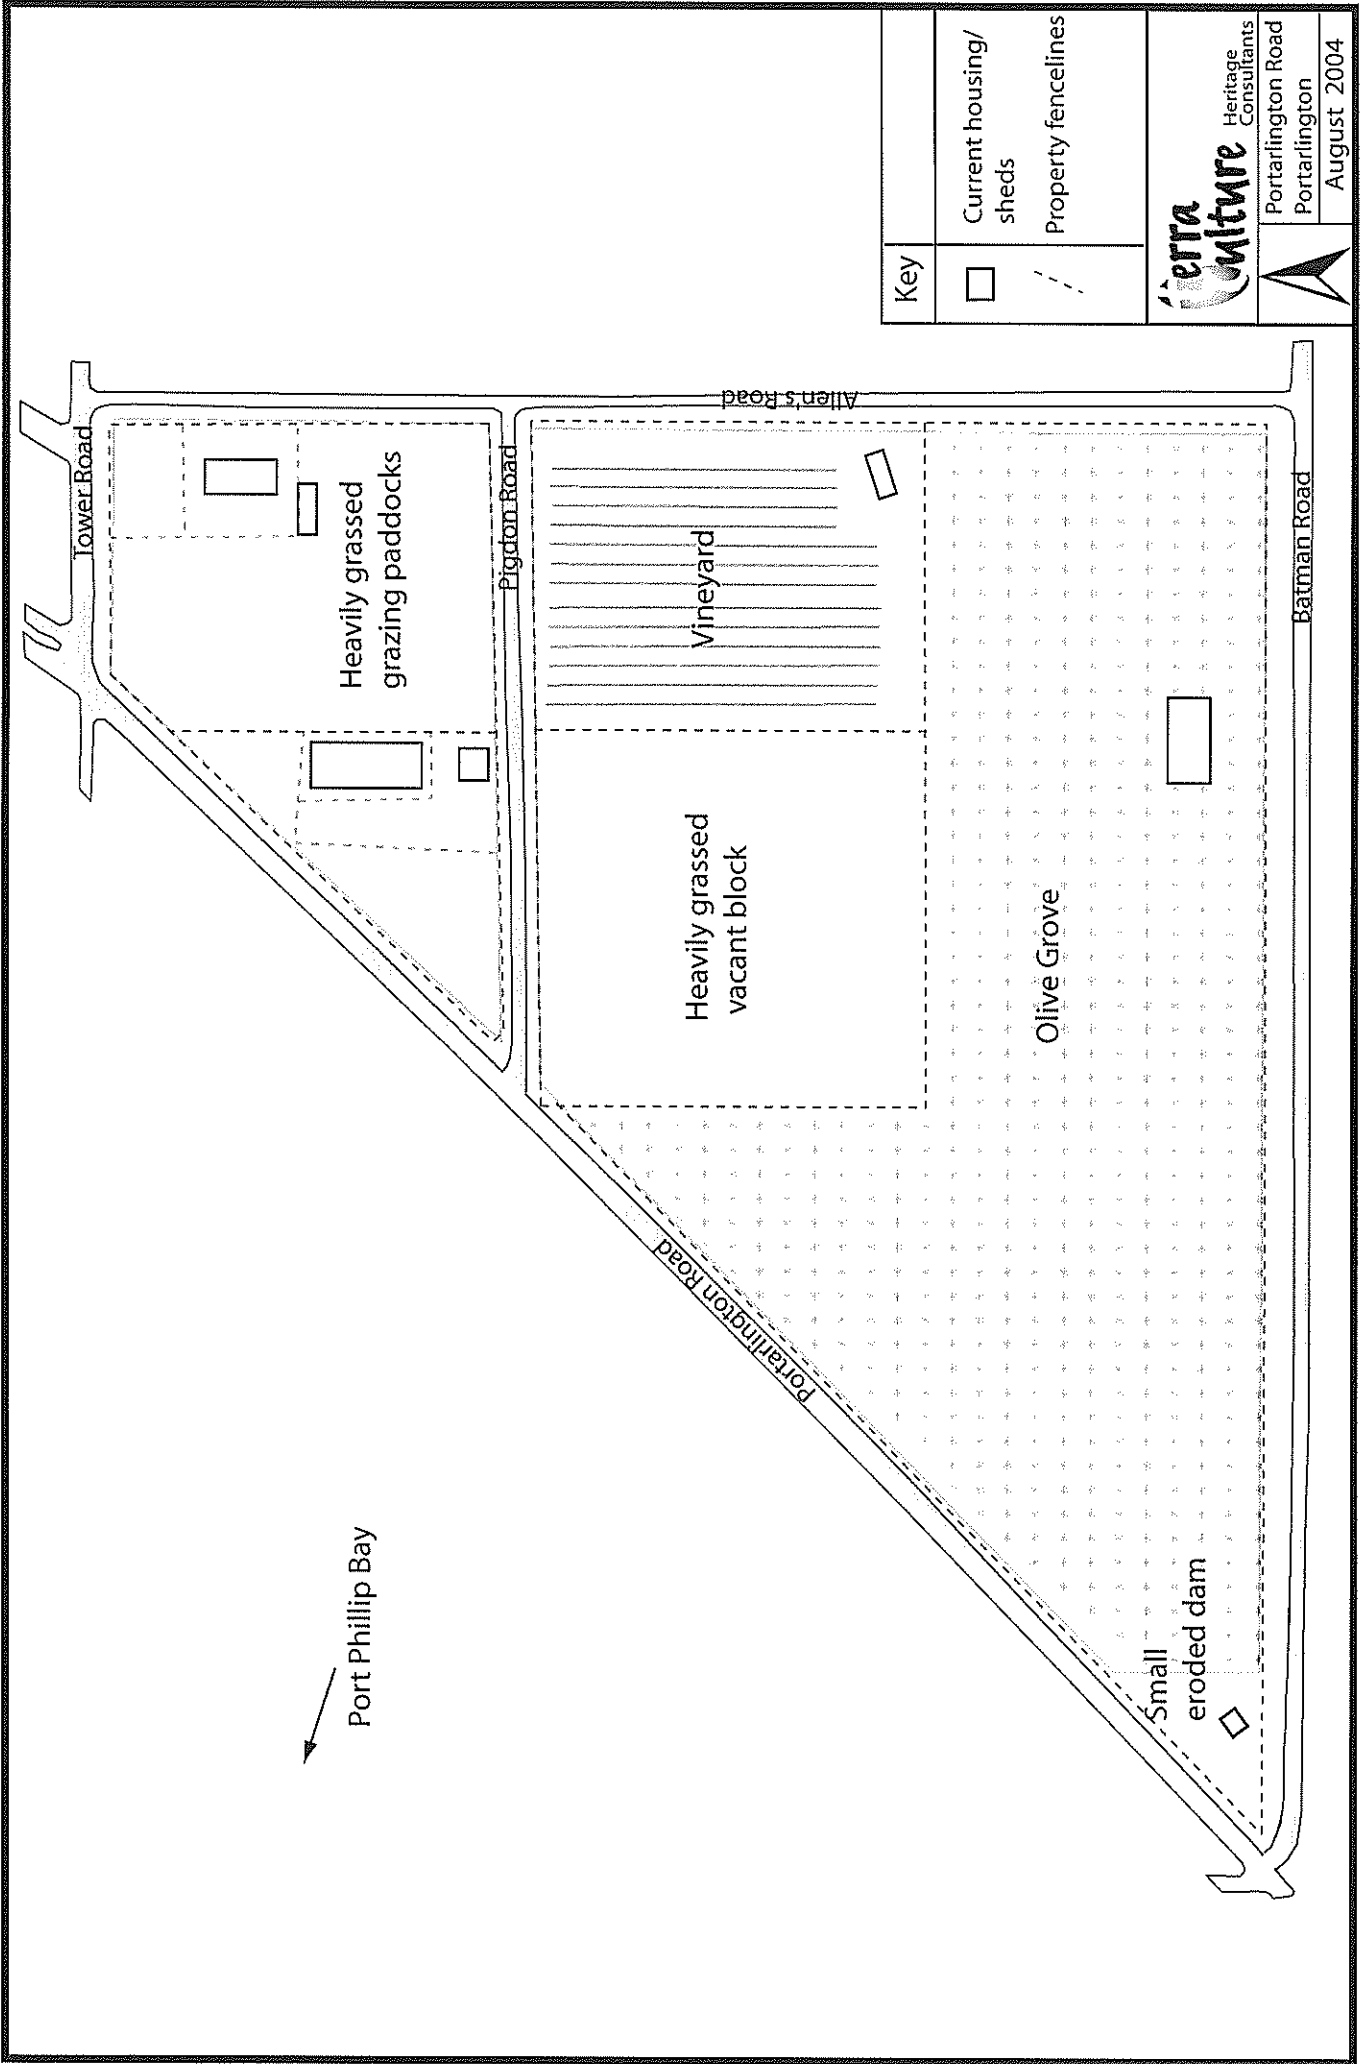 Tower Road
Heavily grassed
grazing paddocks
Pigdon Road
Allen's Road
Vineyard
Heavily grassed
vacant block
Olive Grove
Portarlington Road
Batman Road
Small
eroded dam
Port Phillip Bay
Key
Current housing/
sheds
Property fencelines
Terra
Culture
Heritage
Consultants
Portarlington Road
Portarlington
August 2004